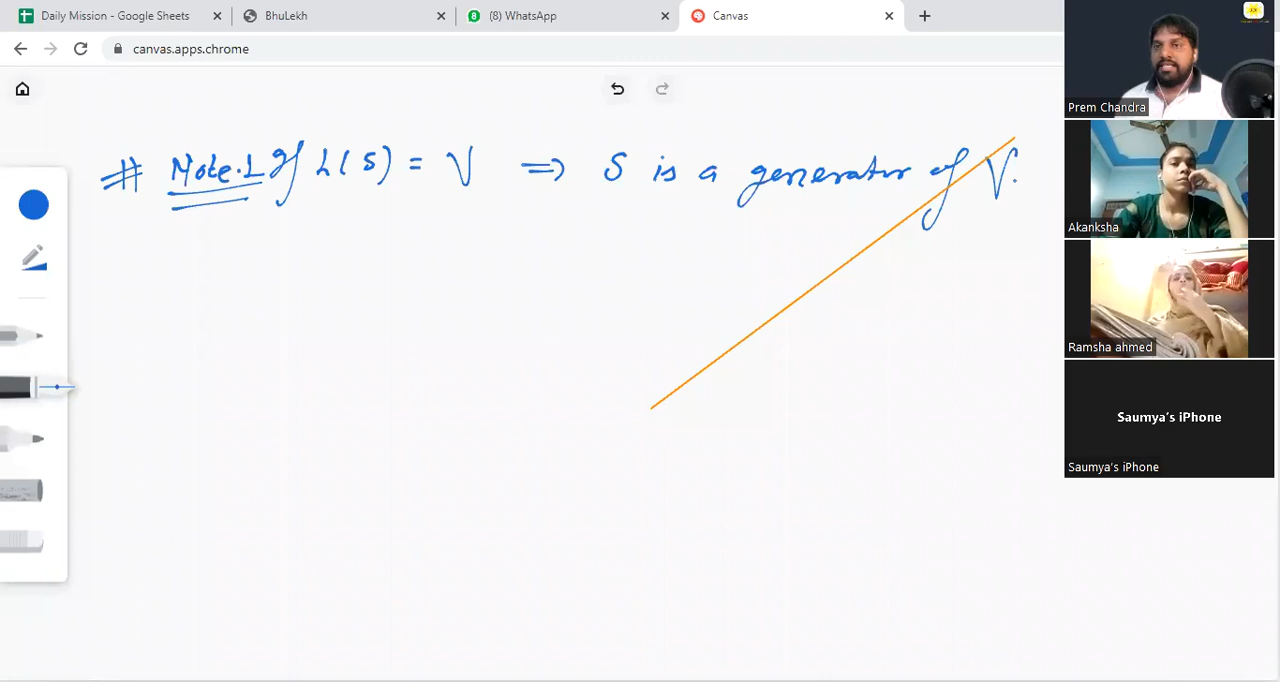 Daily Mission - Google Sheets
BhuLekh
(8) WhatsApp
Canvas
canvas.apps.chrome
# Note.1 If L(S) = V ⇒ S is a generator of V.
Prem Chandra
Akanksha
Ramsha ahmed
Saumya's iPhone
Saumya's iPhone